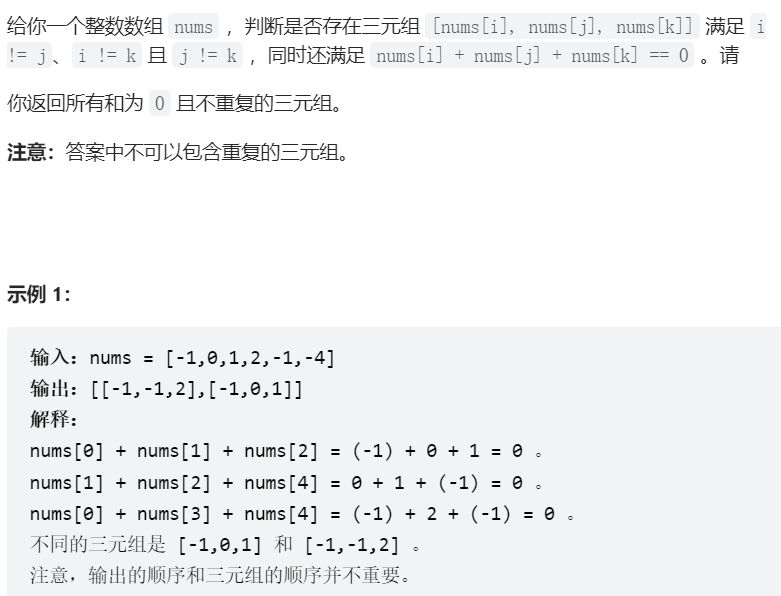 给你一个整数数组 nums ，判断是否存在三元组 [nums[i], nums[j], nums[k]] 满足 i
!= j、i != k 且 j != k ，同时还满足 nums[i] + nums[j] + nums[k] == 0 。请
你返回所有和为 0 且不重复的三元组。
注意：答案中不可以包含重复的三元组。
示例 1：
输入：nums = [-1,0,1,2,-1,-4]
输出：[[-1,-1,2],[-1,0,1]]
解释：
nums[0] + nums[1] + nums[2] = (-1) + 0 + 1 = 0 。
nums[1] + nums[2] + nums[4] = 0 + 1 + (-1) = 0 。
nums[0] + nums[3] + nums[4] = (-1) + 2 + (-1) = 0 。
不同的三元组是 [-1,0,1] 和 [-1,-1,2] 。
注意，输出的顺序和三元组的顺序并不重要。